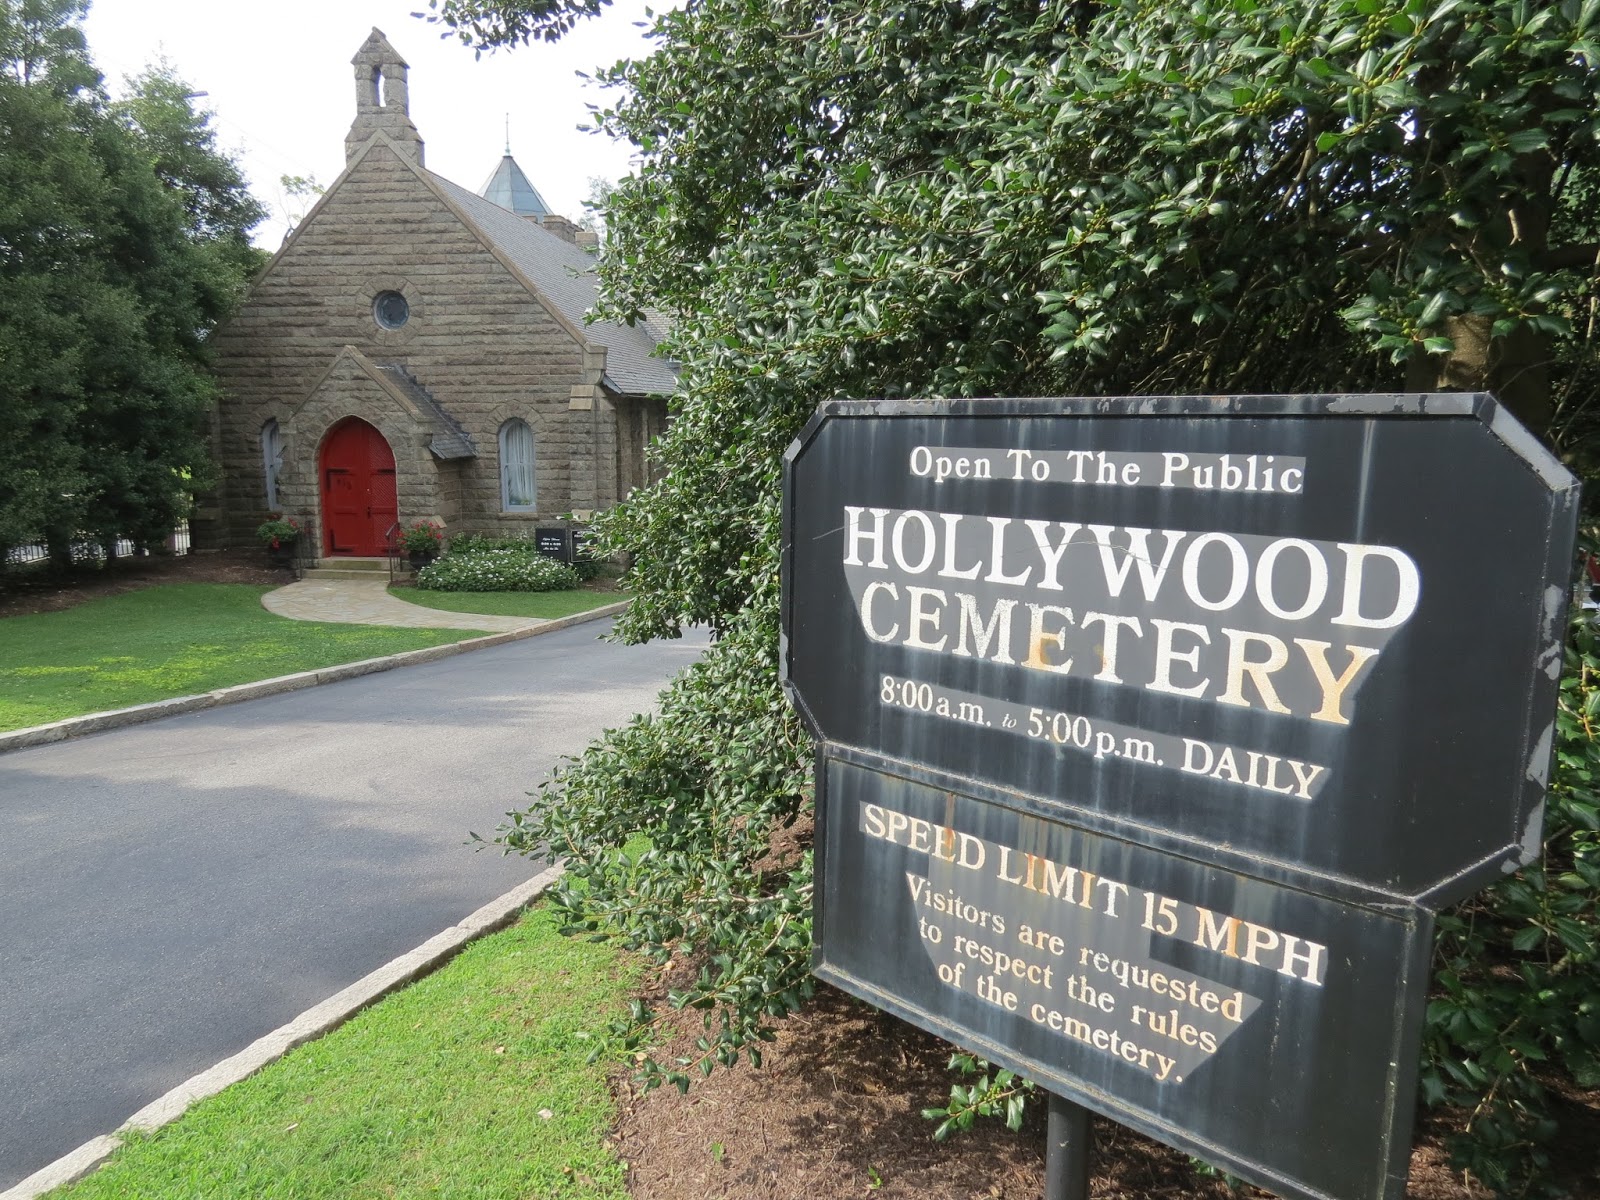 Open To The Public
HOLLYWOOD
CEMETERY
8:00 a.m. to 5:00 p.m. DAILY
SPEED LIMIT 15 MPH
Visitors are requested
to respect the rules
of the cemetery.